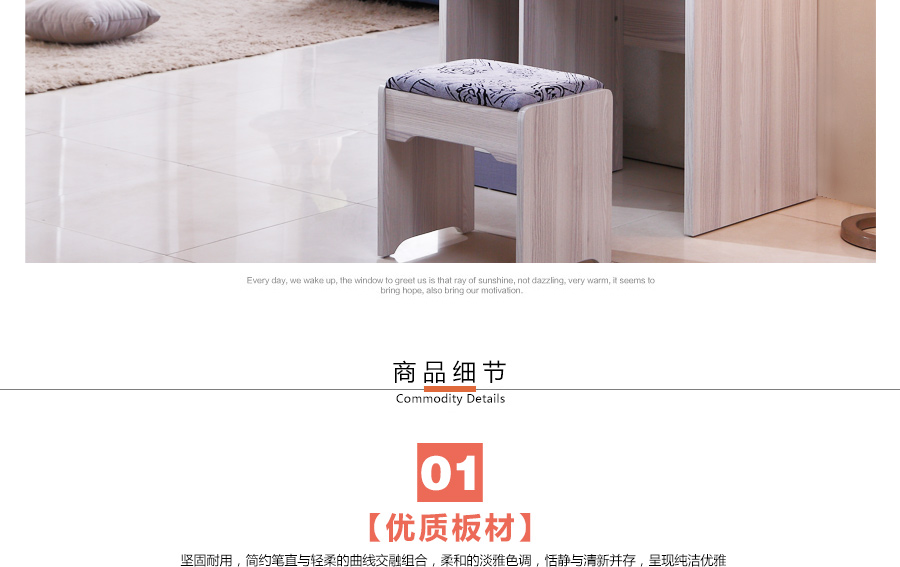 Every day, we wake up, the window to greet us is that ray of sunshine, not dazzling, very warm, it seems to
bring hope, also bring our motivation.
商品细节
Commodity Details
01
【优质板材】
坚固耐用，简约笔直与轻柔的曲线交融组合，柔和的淡雅色调，恬静与清新并存，呈现纯洁优雅